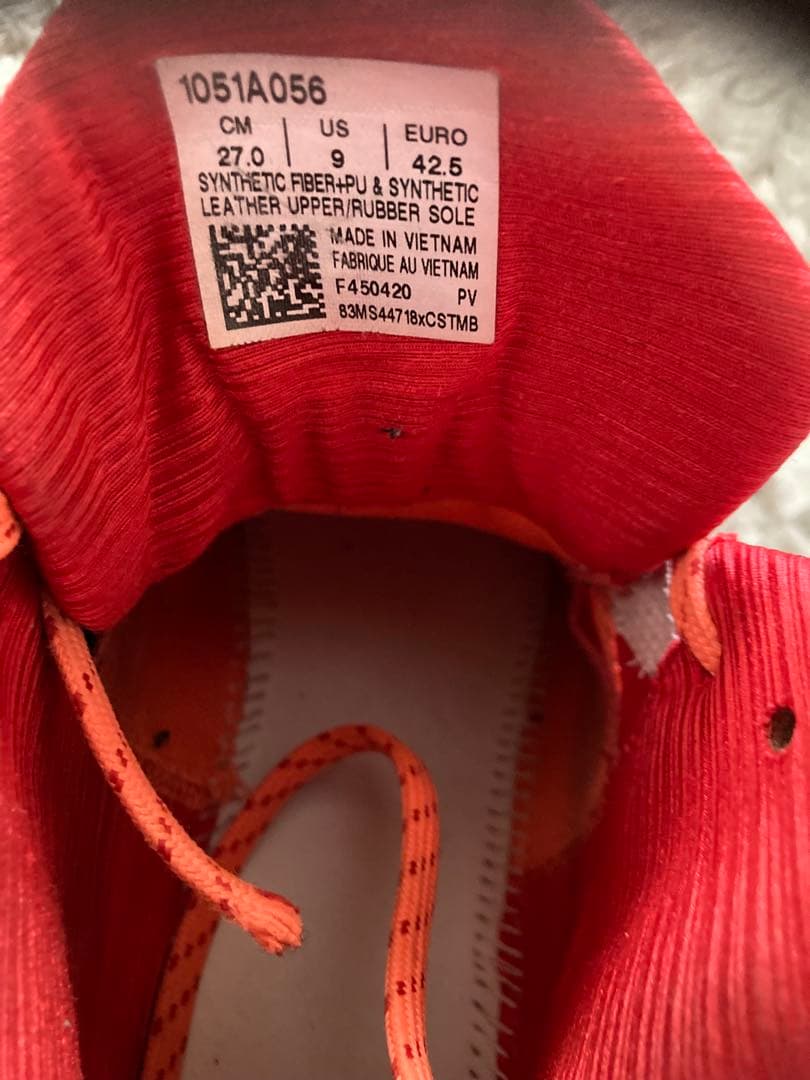 1051A056
CM | US | EURO
27.0 | 9 | 42.5
SYNTHETIC FIBER+PU & SYNTHETIC
LEATHER UPPER/RUBBER SOLE
MADE IN VIETNAM
FABRIQUE AU VIETNAM
F450420 PV
83MS44718xCSTMB